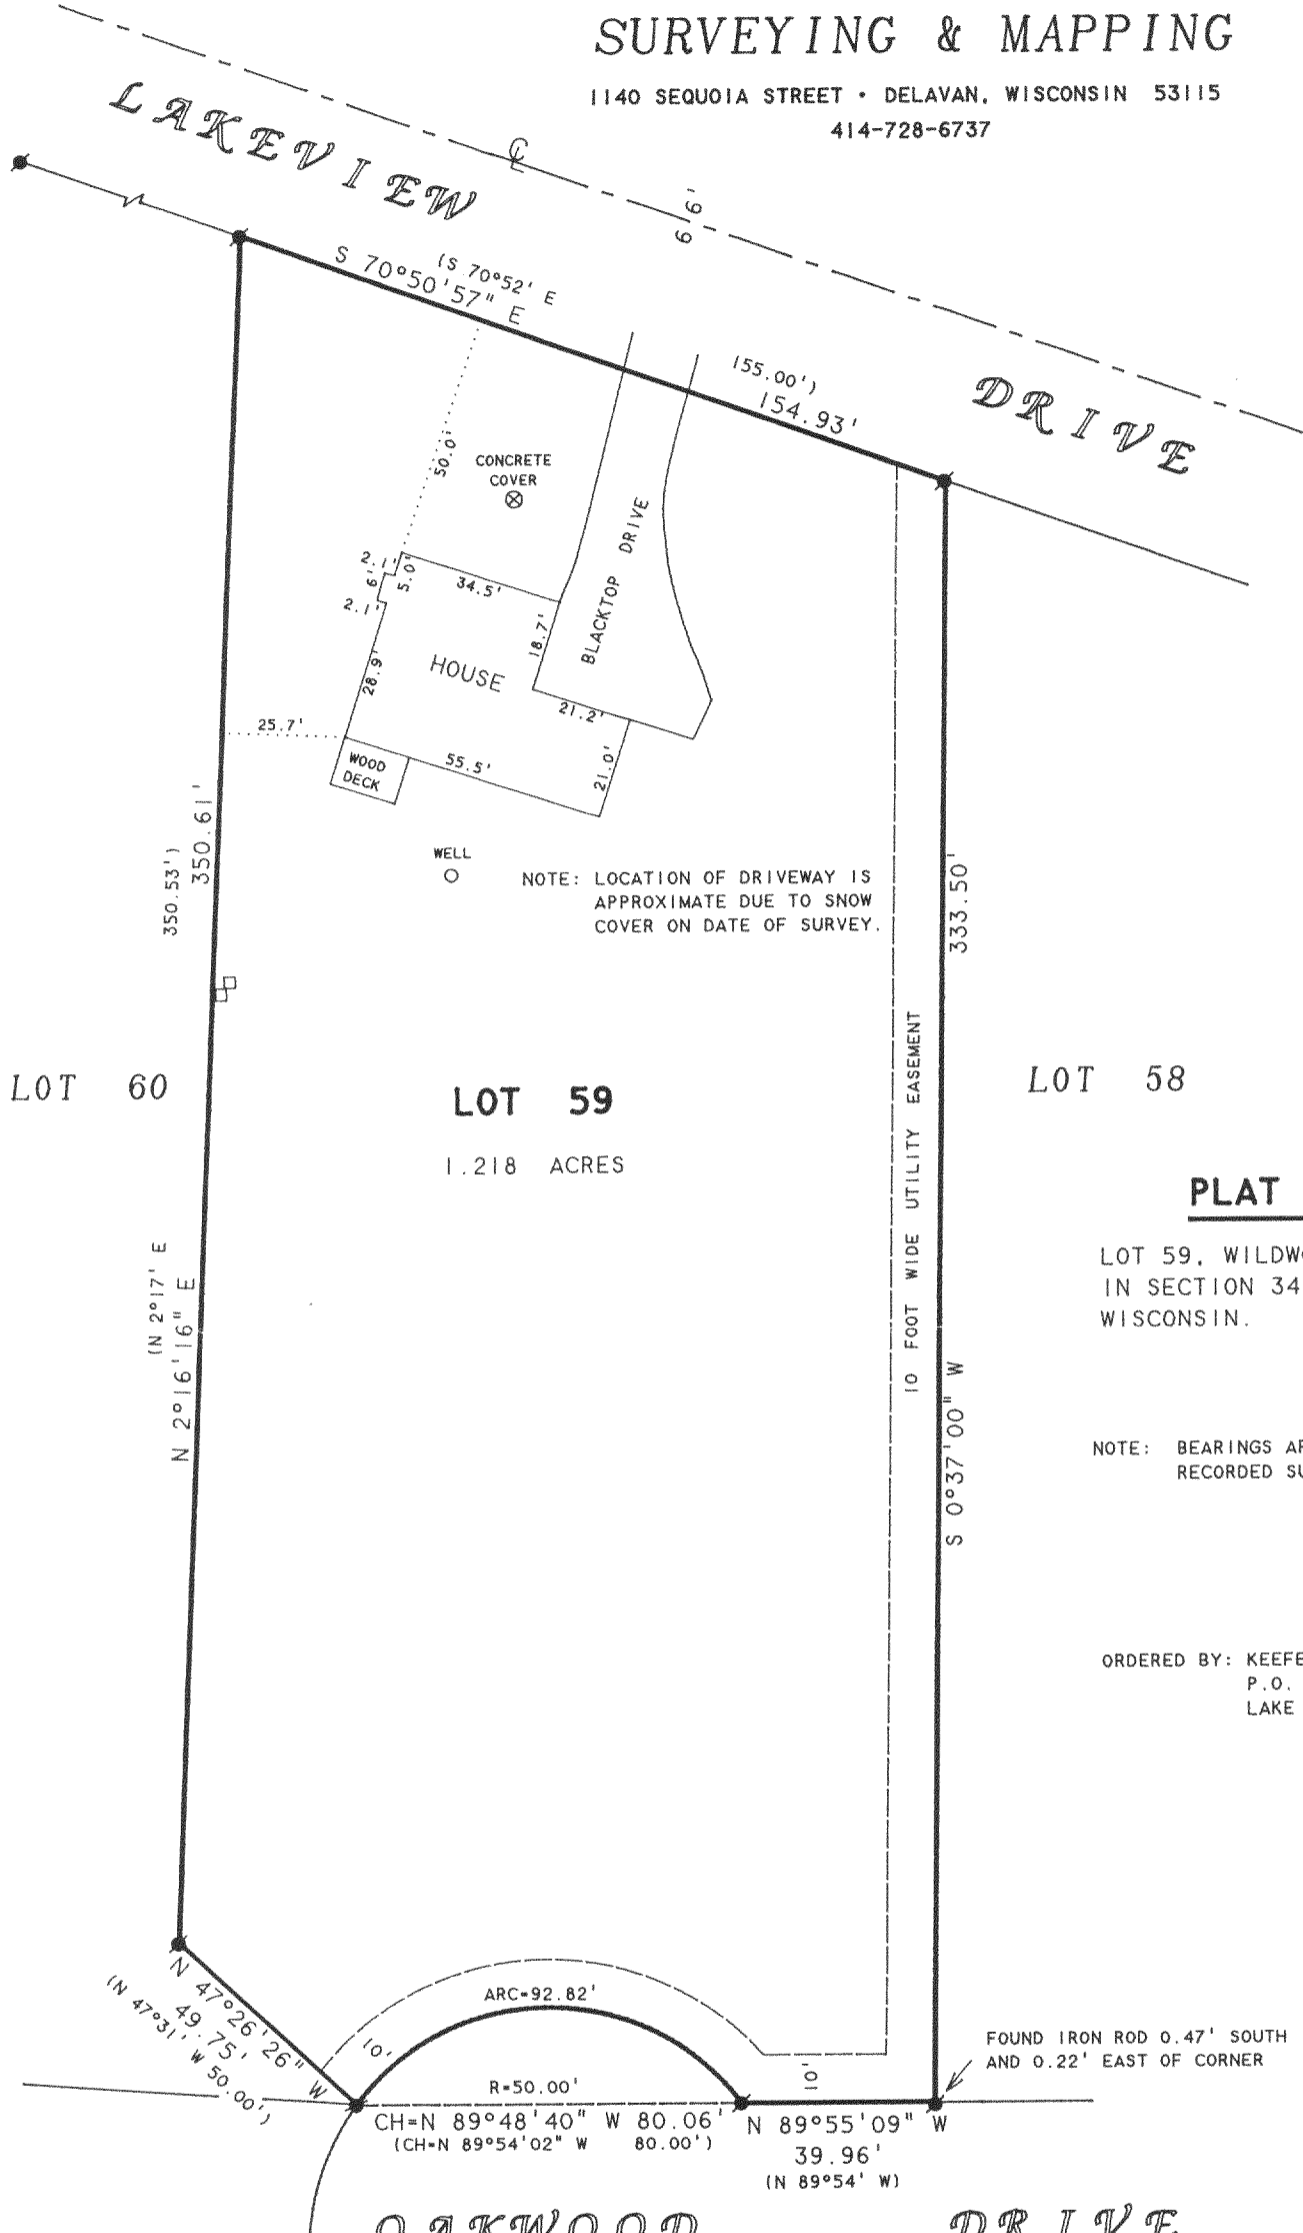 SURVEYING & MAPPING
1140 SEQUOIA STREET • DELAVAN, WISCONSIN 53115
414-728-6737
LAKEVIEW
DRIVE
℄
66'
(S 70°52' E
S 70°50'57" E
155.00')
154.93'
50.0'
CONCRETE
COVER
BLACKTOP DRIVE
2.1'
6'
5.0'
2.1'
34.5'
18.7'
HOUSE
28.9'
21.2'
25.7'
55.5'
21.0'
WOOD
DECK
WELL
NOTE: LOCATION OF DRIVEWAY IS
APPROXIMATE DUE TO SNOW
COVER ON DATE OF SURVEY.
350.53')
350.61'
333.50'
LOT 60
LOT 59
1.218 ACRES
LOT 58
10 FOOT WIDE UTILITY EASEMENT
PLAT
LOT 59, WILDW
IN SECTION 34
WISCONSIN.
(N 2°17' E
N 2°16'16" E
S 0°37'00" W
NOTE: BEARINGS A
RECORDED S
ORDERED BY: KEEFE
P.O.
LAKE
N 47°26'26" W
49.75'
(N 47°31' W 50.00')
ARC=92.82'
10'
R=50.00'
10'
FOUND IRON ROD 0.47' SOUTH
AND 0.22' EAST OF CORNER
CH=N 89°48'40" W 80.06'
(CH=N 89°54'02" W 80.00')
N 89°55'09" W
39.96'
(N 89°54' W)
OAKWOOD DRIVE